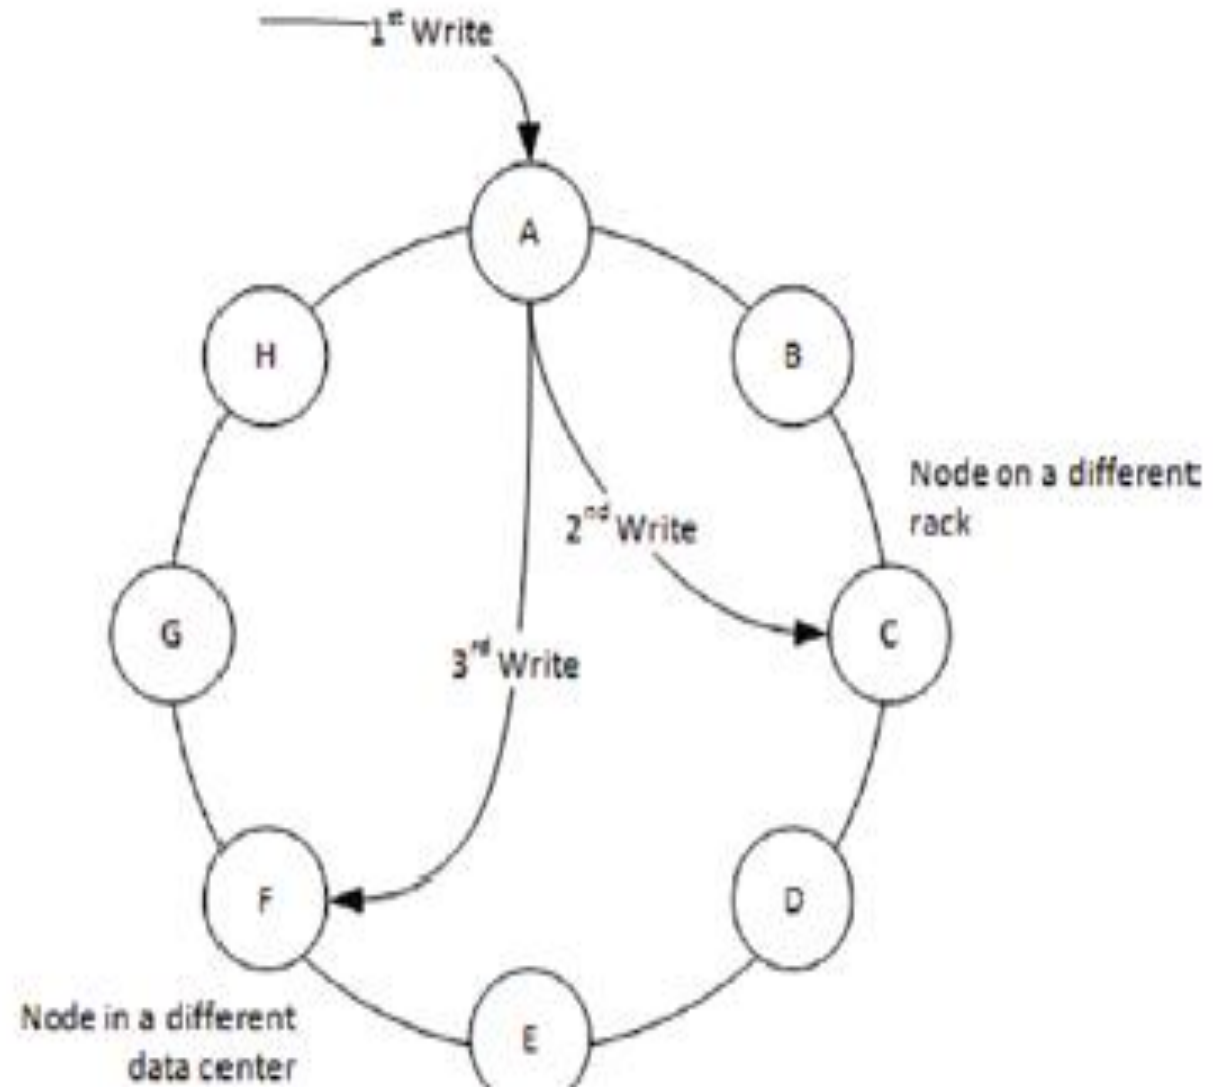 1st Write
A
H
B
Node on a different
rack
2nd Write
G
C
3rd Write
F
D
Node in a different
data center
E